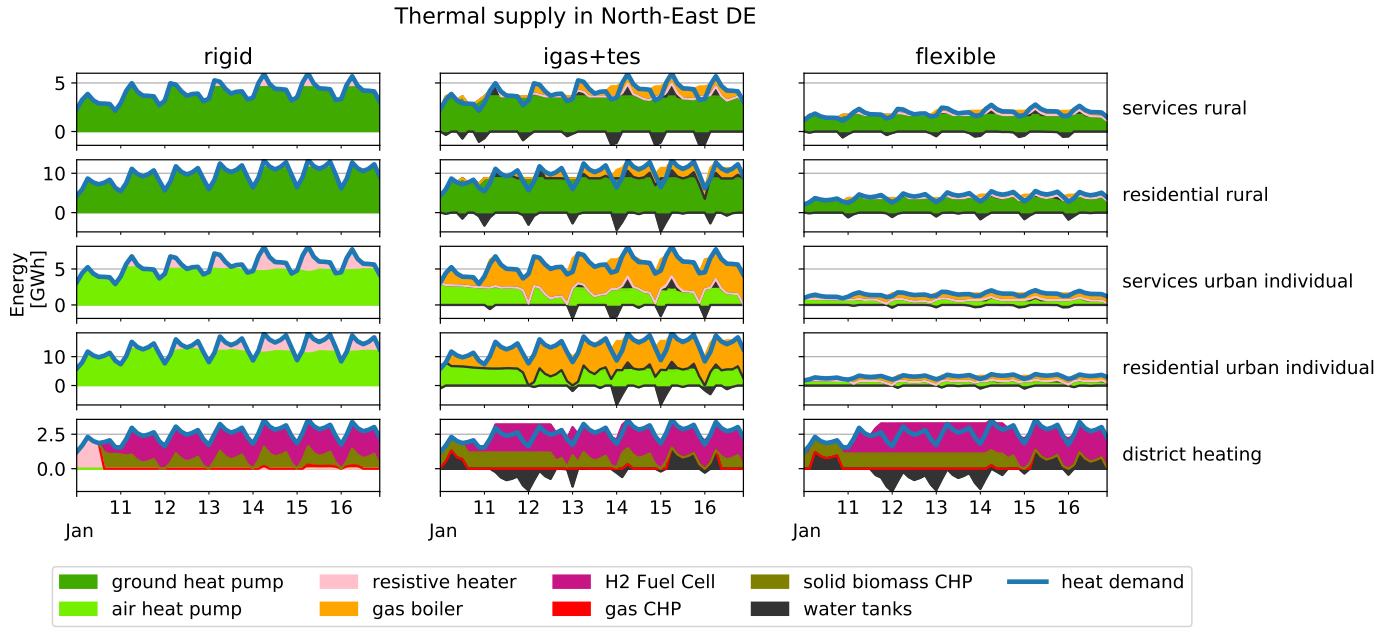 Thermal supply in North-East DE
rigid igas+tes flexible
5
0
services rural
10
0
residential rural
Energy
[GWh]
5
0
services urban individual
10
0
residential urban individual
2.5
0.0
district heating
11 12 13 14 15 16 11 12 13 14 15 16 11 12 13 14 15 16
Jan Jan Jan
ground heat pump resistive heater H2 Fuel Cell solid biomass CHP heat demand
air heat pump gas boiler gas CHP water tanks